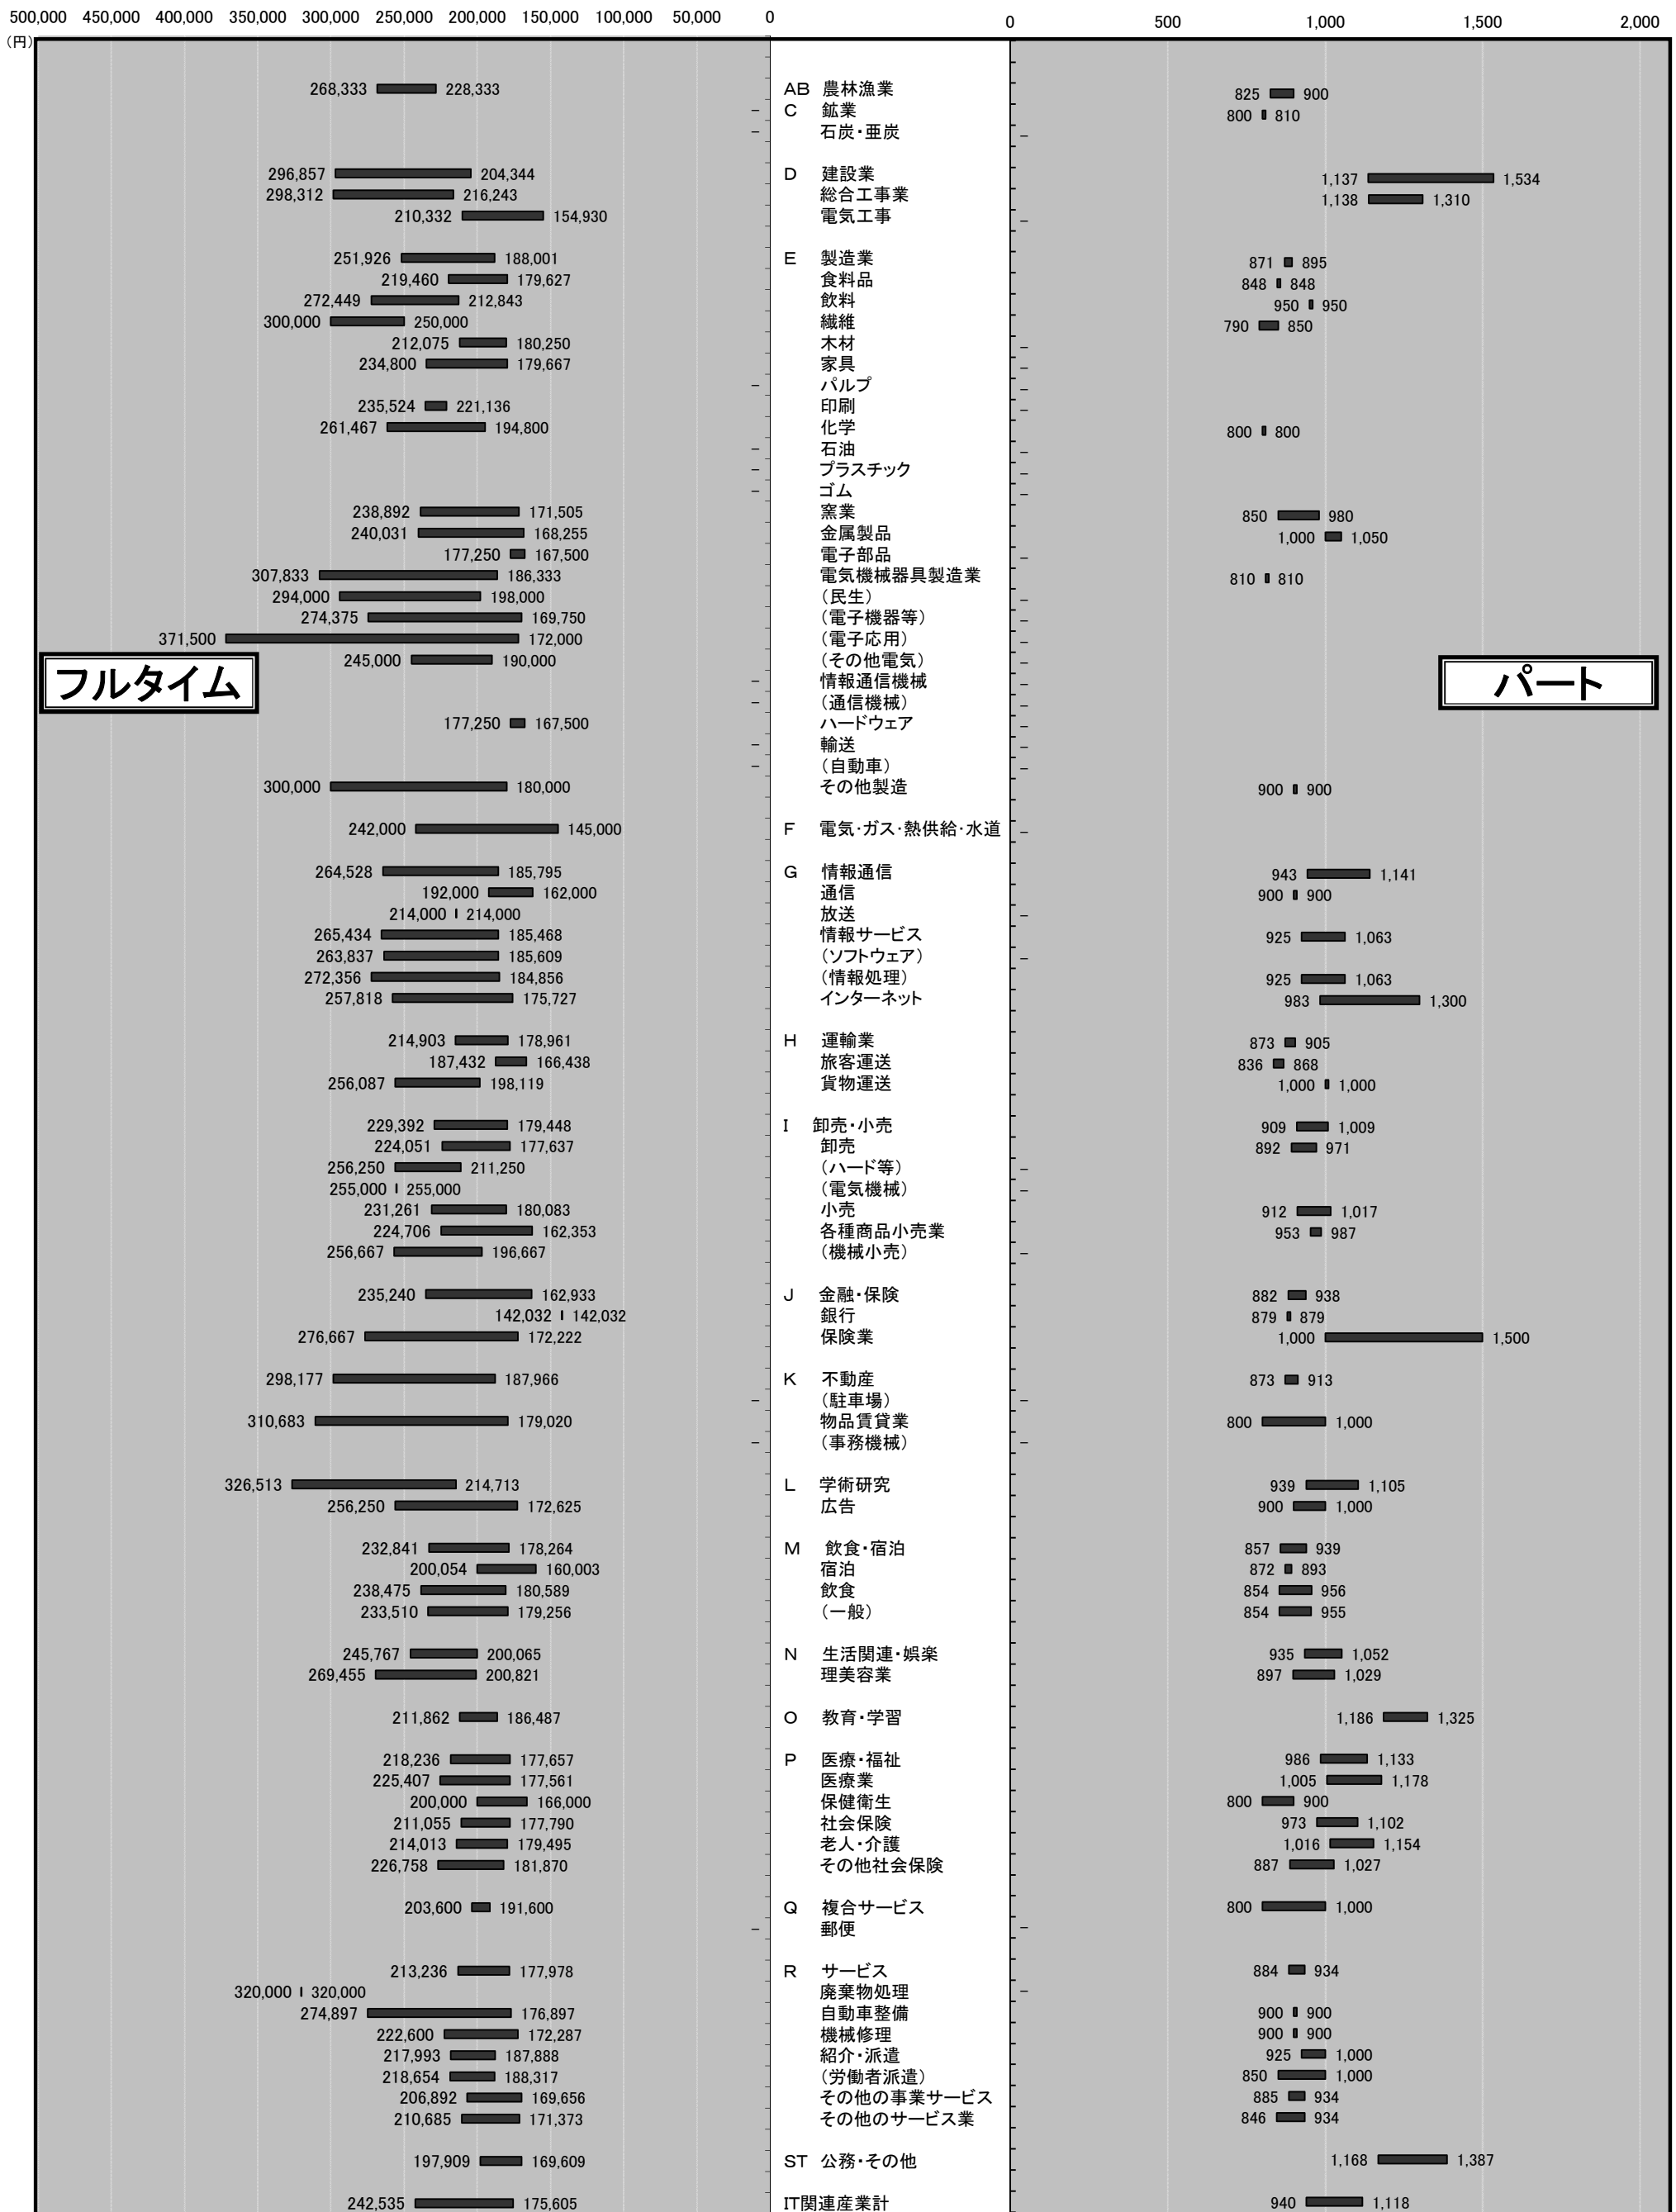 500,000 450,000 400,000 350,000 300,000 250,000 200,000 150,000 100,000 50,000 0 0 500 1,000 1,500 2,000
（円）
268,333 228,333 AB 農林漁業 825 900
– C 鉱業 800 810
– 石炭・亜炭 –
296,857 204,344 D 建設業 1,137 1,534
298,312 216,243 総合工事業 1,138 1,310
210,332 154,930 電気工事 –
251,926 188,001 E 製造業 871 895
219,460 179,627 食料品 848 848
272,449 212,843 飲料 950 950
300,000 250,000 繊維 790 850
212,075 180,250 木材 –
234,800 179,667 家具 –
– パルプ –
235,524 221,136 印刷 –
261,467 194,800 化学 800 800
– 石油 –
– プラスチック –
– ゴム –
238,892 171,505 窯業 850 980
240,031 168,255 金属製品 1,000 1,050
177,250 167,500 電子部品 –
307,833 186,333 電気機械器具製造業 810 810
294,000 198,000 （民生） –
274,375 169,750 （電子機器等） –
371,500 172,000 （電子応用） –
245,000 190,000 （その他電気） –
フルタイム – 情報通信機械 – パート
– （通信機械） –
177,250 167,500 ハードウェア –
– 輸送 –
– （自動車） –
300,000 180,000 その他製造 900 900
242,000 145,000 F 電気・ガス・熱供給・水道 –
264,528 185,795 G 情報通信 943 1,141
192,000 162,000 通信 900 900
214,000 214,000 放送 –
265,434 185,468 情報サービス 925 1,063
263,837 185,609 （ソフトウェア） –
272,356 184,856 （情報処理） 925 1,063
257,818 175,727 インターネット 983 1,300
214,903 178,961 H 運輸業 873 905
187,432 166,438 旅客運送 836 868
256,087 198,119 貨物運送 1,000 1,000
229,392 179,448 I 卸売・小売 909 1,009
224,051 177,637 卸売 892 971
256,250 211,250 （ハード等） –
255,000 255,000 （電気機械） –
231,261 180,083 小売 912 1,017
224,706 162,353 各種商品小売業 953 987
256,667 196,667 （機械小売） –
235,240 162,933 J 金融・保険 882 938
142,032 142,032 銀行 879 879
276,667 172,222 保険業 1,000 1,500
298,177 187,966 K 不動産 873 913
– （駐車場） –
310,683 179,020 物品賃貸業 800 1,000
– （事務機械） –
326,513 214,713 L 学術研究 939 1,105
256,250 172,625 広告 900 1,000
232,841 178,264 M 飲食・宿泊 857 939
200,054 160,003 宿泊 872 893
238,475 180,589 飲食 854 956
233,510 179,256 （一般） 854 955
245,767 200,065 N 生活関連・娯楽 935 1,052
269,455 200,821 理美容業 897 1,029
211,862 186,487 O 教育・学習 1,186 1,325
218,236 177,657 P 医療・福祉 986 1,133
225,407 177,561 医療業 1,005 1,178
200,000 166,000 保健衛生 800 900
211,055 177,790 社会保険 973 1,102
214,013 179,495 老人・介護 1,016 1,154
226,758 181,870 その他社会保険 887 1,027
203,600 191,600 Q 複合サービス 800 1,000
– 郵便 –
213,236 177,978 R サービス 884 934
320,000 320,000 廃棄物処理 –
274,897 176,897 自動車整備 900 900
222,600 172,287 機械修理 900 900
217,993 187,888 紹介・派遣 925 1,000
218,654 188,317 （労働者派遣） 850 1,000
206,892 169,656 その他の事業サービス 885 934
210,685 171,373 その他のサービス業 846 934
197,909 169,609 ST 公務・その他 1,168 1,387
242,535 175,605 IT関連産業計 940 1,118